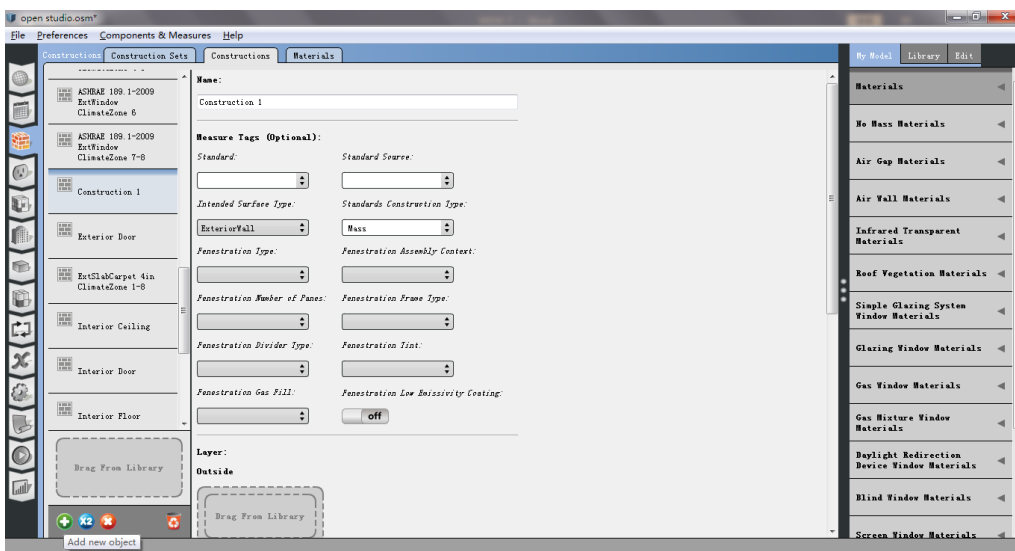 open studio.osm*
File Preferences Components & Measures Help
Constructions Construction Sets Constructions Materials
My Model Library Edit
ASHRAE 189.1-2009
ExtWindow
ClimateZone 6
ASHRAE 189.1-2009
ExtWindow
ClimateZone 7-8
Construction 1
Exterior Door
ExtSlabCarpet 4in
ClimateZone 1-8
Interior Ceiling
Interior Door
Interior Floor
Drag From Library
X2
Add new object
Name:
Construction 1
Measure Tags (Optional):
Standard: Standard Source:
Intended Surface Type: Standards Construction Type:
ExteriorWall Mass
Fenestration Type: Fenestration Assembly Context:
Fenestration Number of Panes: Fenestration Frame Type:
Fenestration Divider Type: Fenestration Tint:
Fenestration Gas Fill: Fenestration Low Emissivity Coating:
off
Layer:
Outside
Drag From Library
Materials
No Mass Materials
Air Gap Materials
Air Wall Materials
Infrared Transparent
Materials
Roof Vegetation Materials
Simple Glazing System
Window Materials
Glazing Window Materials
Gas Window Materials
Gas Mixture Window
Materials
Daylight Redirection
Device Window Materials
Blind Window Materials
Screen Window Materials